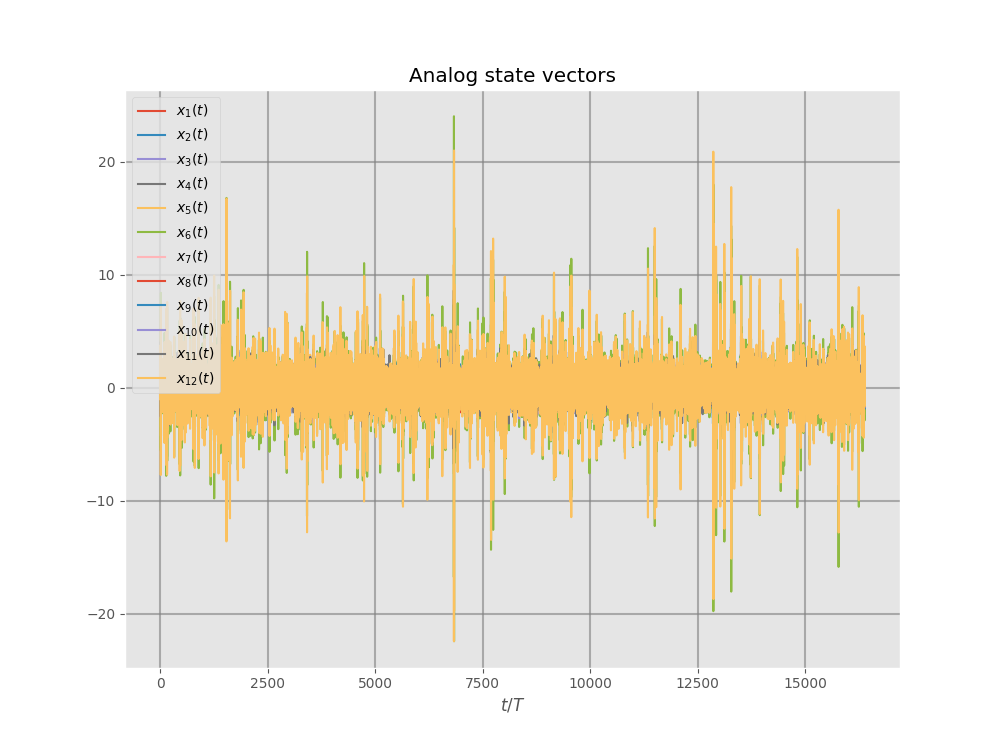 Analog state vectors
x₁(t)
x₂(t)
x₃(t)
x₄(t)
x₅(t)
x₆(t)
x₇(t)
x₈(t)
x₉(t)
x₁₀(t)
x₁₁(t)
x₁₂(t)
20
10
0
−10
−20
0 2500 5000 7500 10000 12500 15000
t/T